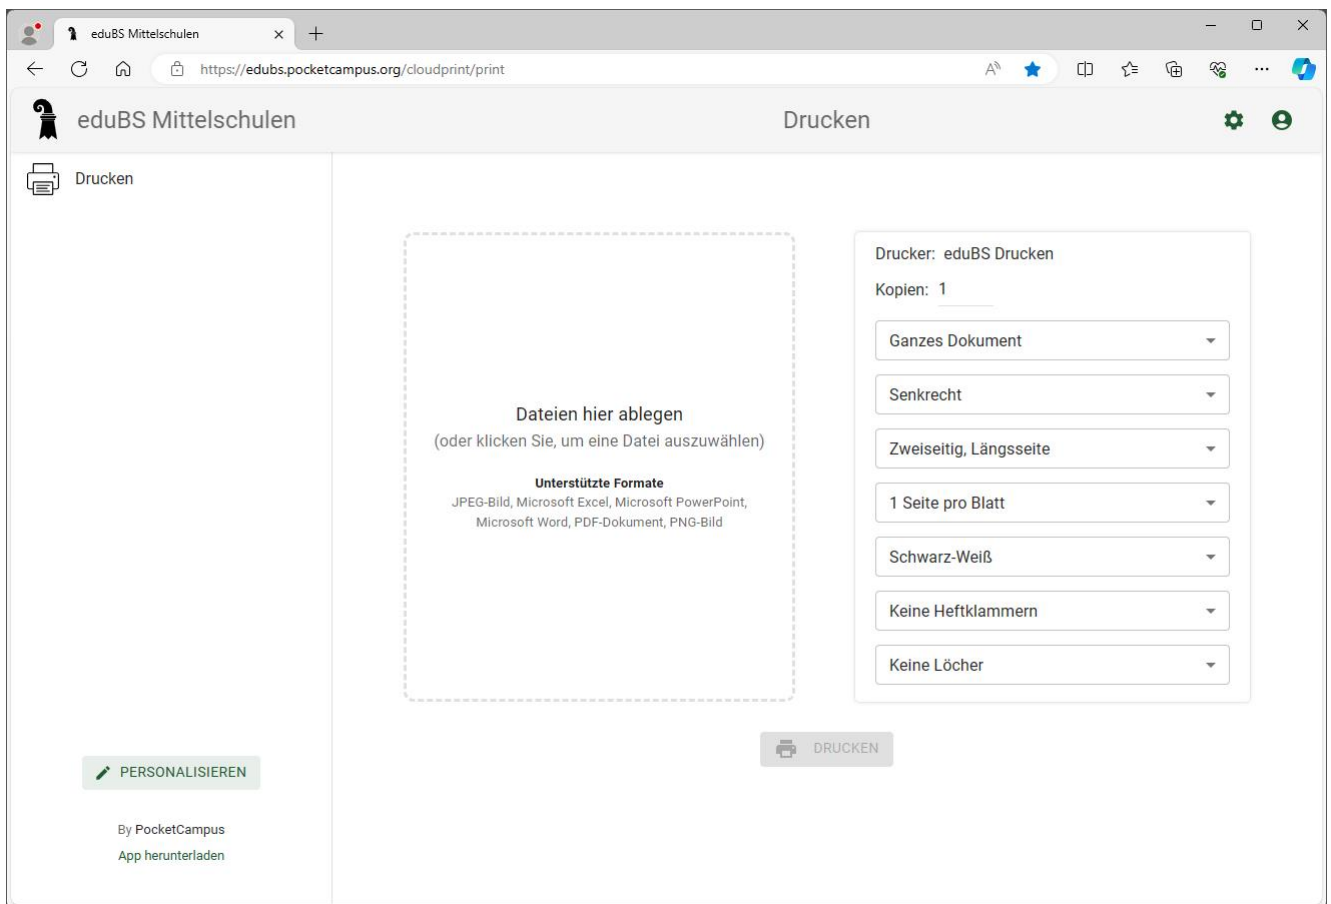 eduBS Mittelschulen
https://edubs.pocketcampus.org/cloudprint/print
eduBS Mittelschulen
Drucken
Drucken
Dateien hier ablegen
(oder klicken Sie, um eine Datei auszuwählen)
Unterstützte Formate
JPEG-Bild, Microsoft Excel, Microsoft PowerPoint,
Microsoft Word, PDF-Dokument, PNG-Bild
Drucker: eduBS Drucken
Kopien: 1
Ganzes Dokument
Senkrecht
Zweiseitig, Längsseite
1 Seite pro Blatt
Schwarz-Weiß
Keine Heftklammern
Keine Löcher
DRUCKEN
PERSONALISIEREN
By PocketCampus
App herunterladen